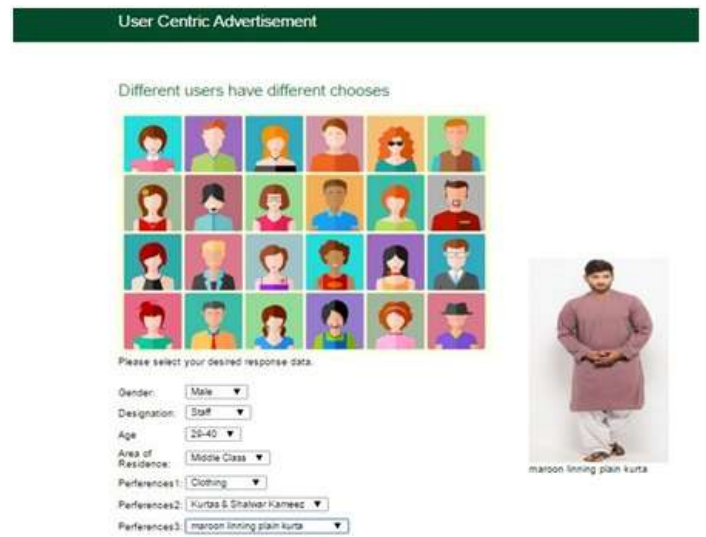 User Centric Advertisement
Different users have different chooses
Please select your desired response data.
Gender: Male
Designation: Staff
Age 26-40
Area of Residence: Middle Class
Perferences1: Clothing
Perferences2: Kurtas & Shalwar Kameez
Perferences3: maroon linning plain kurta
maroon linning plain kurta